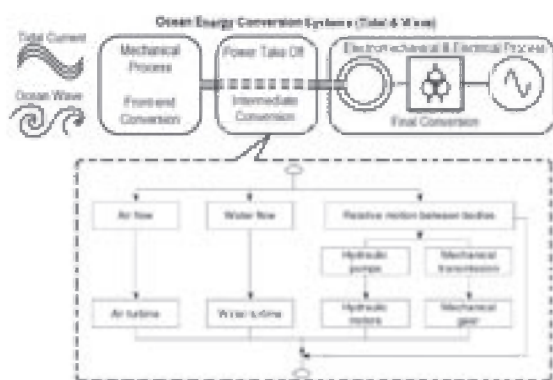 Ocean Energy Conversion Systems (Tidal & Wave)
Tidal Current
Ocean Wave
Mechanical
Process
Front-end
Conversion
Power Take Off
Intermediate
Conversion
Electromechanical & Electrical Process
Final Conversion
Air flow
Water flow
Relative motion between bodies
Hydraulic
pumps
Mechanical
transmission
Air turbine
Water turbine
Hydraulic
motors
Mechanical
gear